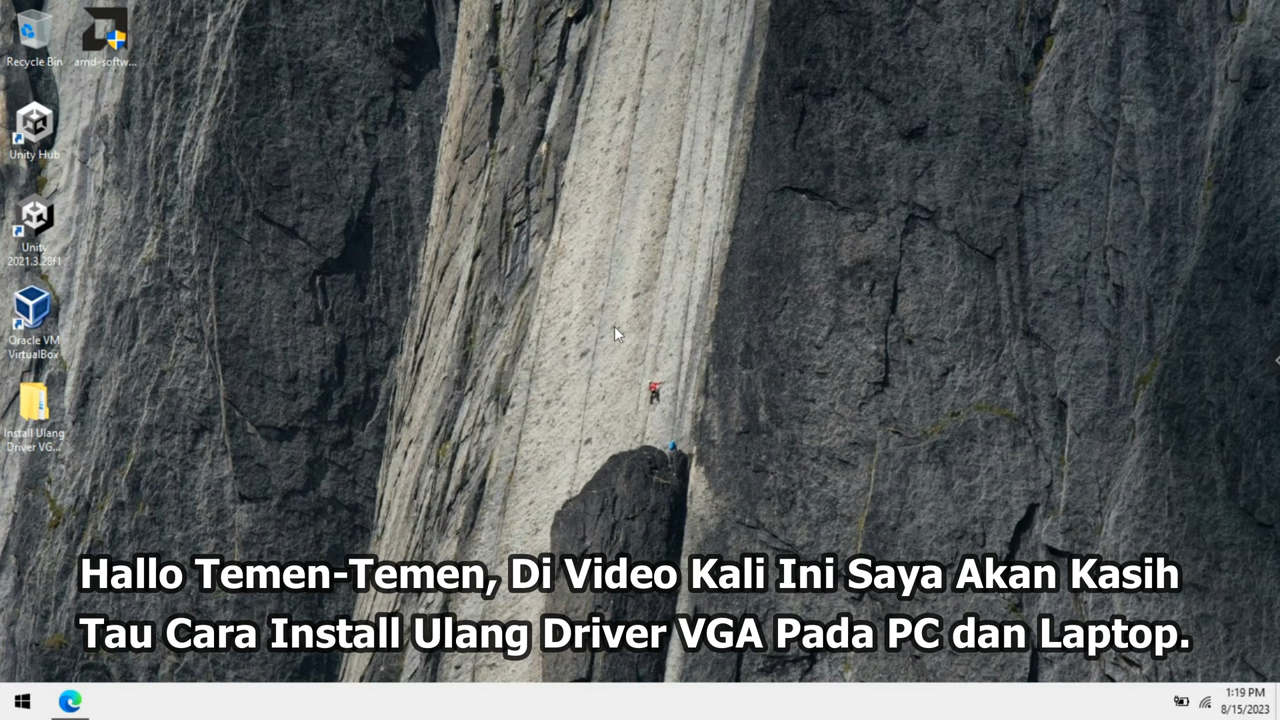 Recycle Bin
amd-softw...
Unity Hub
Unity
2021.3.28f1
Oracle VM
VirtualBox
Install Ulang
Driver VG...
Hallo Temen-Temen, Di Video Kali Ini Saya Akan Kasih
Tau Cara Install Ulang Driver VGA Pada PC dan Laptop.
1:19 PM
8/15/2023